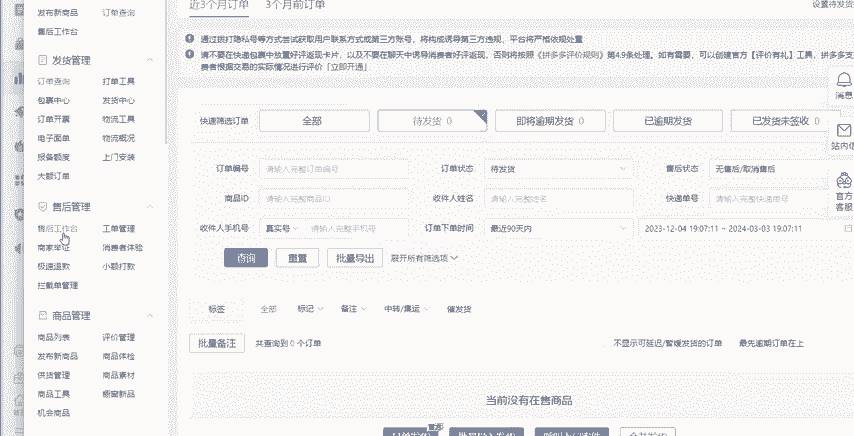 近3个月订单 3个月前订单
设置待发货
发布新商品 订单查询
售后工作台
通过拨打隐私号等方式尝试获取用户联系方式或第三方账号，将构成诱导第三方违规，平台将严格依规处置
请不要在快递包裹中放置好评返现卡片，以及不要在聊天中诱导消费者好评返现，否则将按照《拼多多评价规则》第4.9条处理。如有需要，可以创建官方【评价有礼】工具，拼多多支
费者根据交易的实际情况进行评价「立即开通」
发货管理
订单查询 打单工具
包裹中心 发货中心
订单开票 物流工具
电子面单 物流概况
报备额度 上门安装
大额订单
售后管理
售后工作台 工单管理
商家举证 消费者体验
极速退款 小额打款
拦截单管理
商品管理
商品列表 评价管理
发布新商品 商品体检
供货管理 商品素材
商品工具 橱窗新品
机会商品
快速筛选订单 全部 待发货 0 即将逾期发货 0 已逾期发货 已发货未签收 0
订单编号 请输入完整订单编号 订单状态 待发货 售后状态 无售后/取消售后
商品ID 请输入完整商品ID 收件人姓名 请输入完整姓名 快递单号 请输入完整快递单号
收件人手机号 真实号 请输入完整手机号 订单下单时间 最近90天内 2023-12-04 19:07:11 ~ 2024-03-03 19:07:11
查询 重置 批量导出 展开所有筛选项
标签 全部 标记 备注 中转/集运 催发货
批量备注 共查询到 0 个订单 不显示可延迟/暂缓发货的订单 最先逾期订单在上
当前没有在售商品
消息
站内信
官方
客服